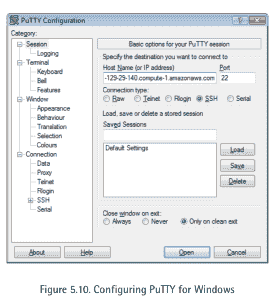 PuTTY Configuration
Category:
Session
Logging
Terminal
Keyboard
Bell
Features
Window
Appearance
Behaviour
Translation
Selection
Colours
Connection
Data
Proxy
Telnet
Rlogin
SSH
Serial
Basic options for your PuTTY session
Specify the destination you want to connect to
Host Name (or IP address) Port
-129-29-140.compute-1.amazonaws.com 22
Connection type:
Raw Telnet Rlogin SSH Serial
Load, save or delete a stored session
Saved Sessions
Default Settings
Load
Save
Delete
Close window on exit:
Always Never Only on clean exit
About Help Open Cancel
Figure 5.10. Configuring PuTTY for Windows